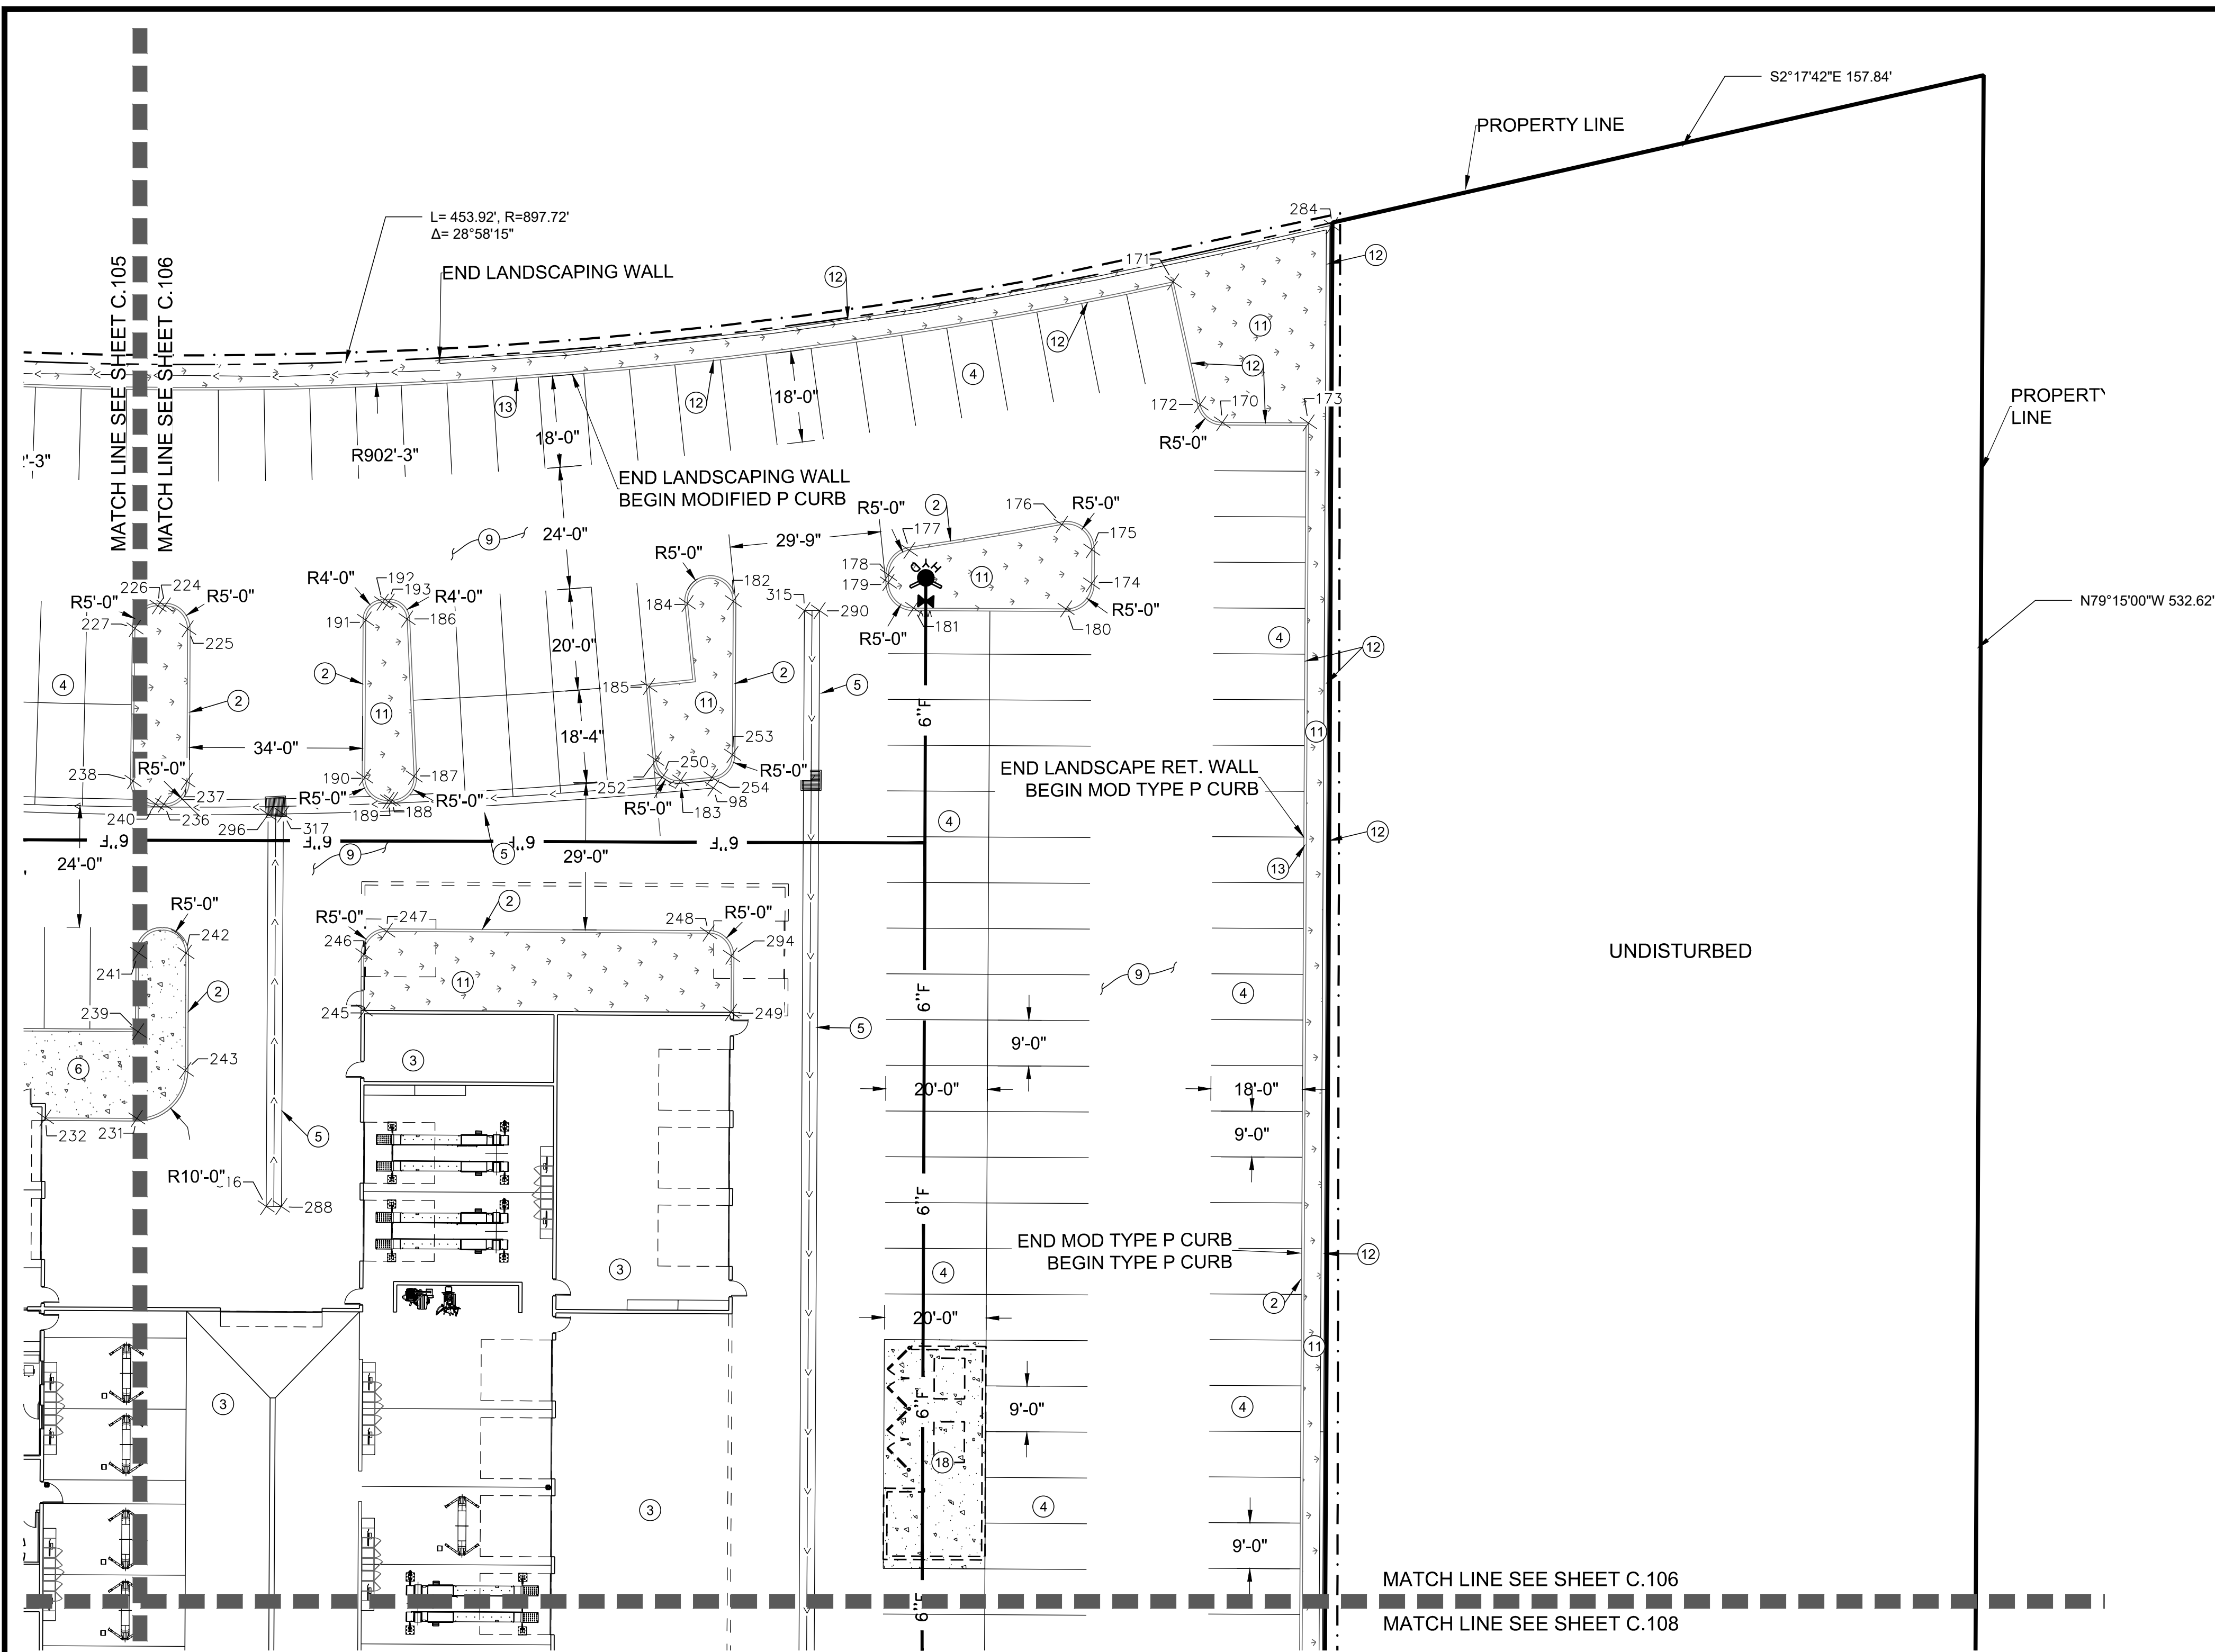 S2°17'42"E 157.84'
PROPERTY LINE
284
L= 453.92', R=897.72'
Δ= 28°58'15"
END LANDSCAPING WALL
12
171
12
MATCH LINE SEE SHEET C.105
MATCH LINE SEE SHEET C.106
11
12
12
4
13
12
18'-0"
172
170
173
R5'-0"
PROPERTY
LINE
18'-0"
R902'-3"
'-3"
END LANDSCAPING WALL
BEGIN MODIFIED P CURB
R5'-0"
2
176
R5'-0"
177
175
9
24'-0"
29'-9"
R5'-0"
178
179
HYD
11
174
R5'-0"
226
224
R5'-0"
R5'-0"
227
225
R4'-0"
192
193
R4'-0"
191
186
182
184
315
290
R5'-0"
181
180
N79°15'00"W 532.62'
4
12
20'-0"
4
2
2
185
11
2
5
11
6"F
11
34'-0"
18'-4"
253
238
R5'-0"
190
187
250
R5'-0"
END LANDSCAPE RET. WALL
BEGIN MOD TYPE P CURB
237
R5'-0"
R5'-0"
252
254
98
R5'-0"
183
240
236
296
317
189
188
4
12
6"F
6"F
6"F
6"F
24'-0"
9
5
29'-0"
13
R5'-0"
2
R5'-0"
247
248
R5'-0"
242
246
294
UNDISTURBED
241
11
9
2
4
6"F
239
245
249
5
9'-0"
243
3
6
20'-0"
18'-0"
232
231
5
9'-0"
R10'-0"
16
288
6"F
END MOD TYPE P CURB
BEGIN TYPE P CURB
12
3
4
2
20'-0"
11
3
6"F
9'-0"
4
18
3
4
9'-0"
MATCH LINE SEE SHEET C.106
6"F
MATCH LINE SEE SHEET C.108